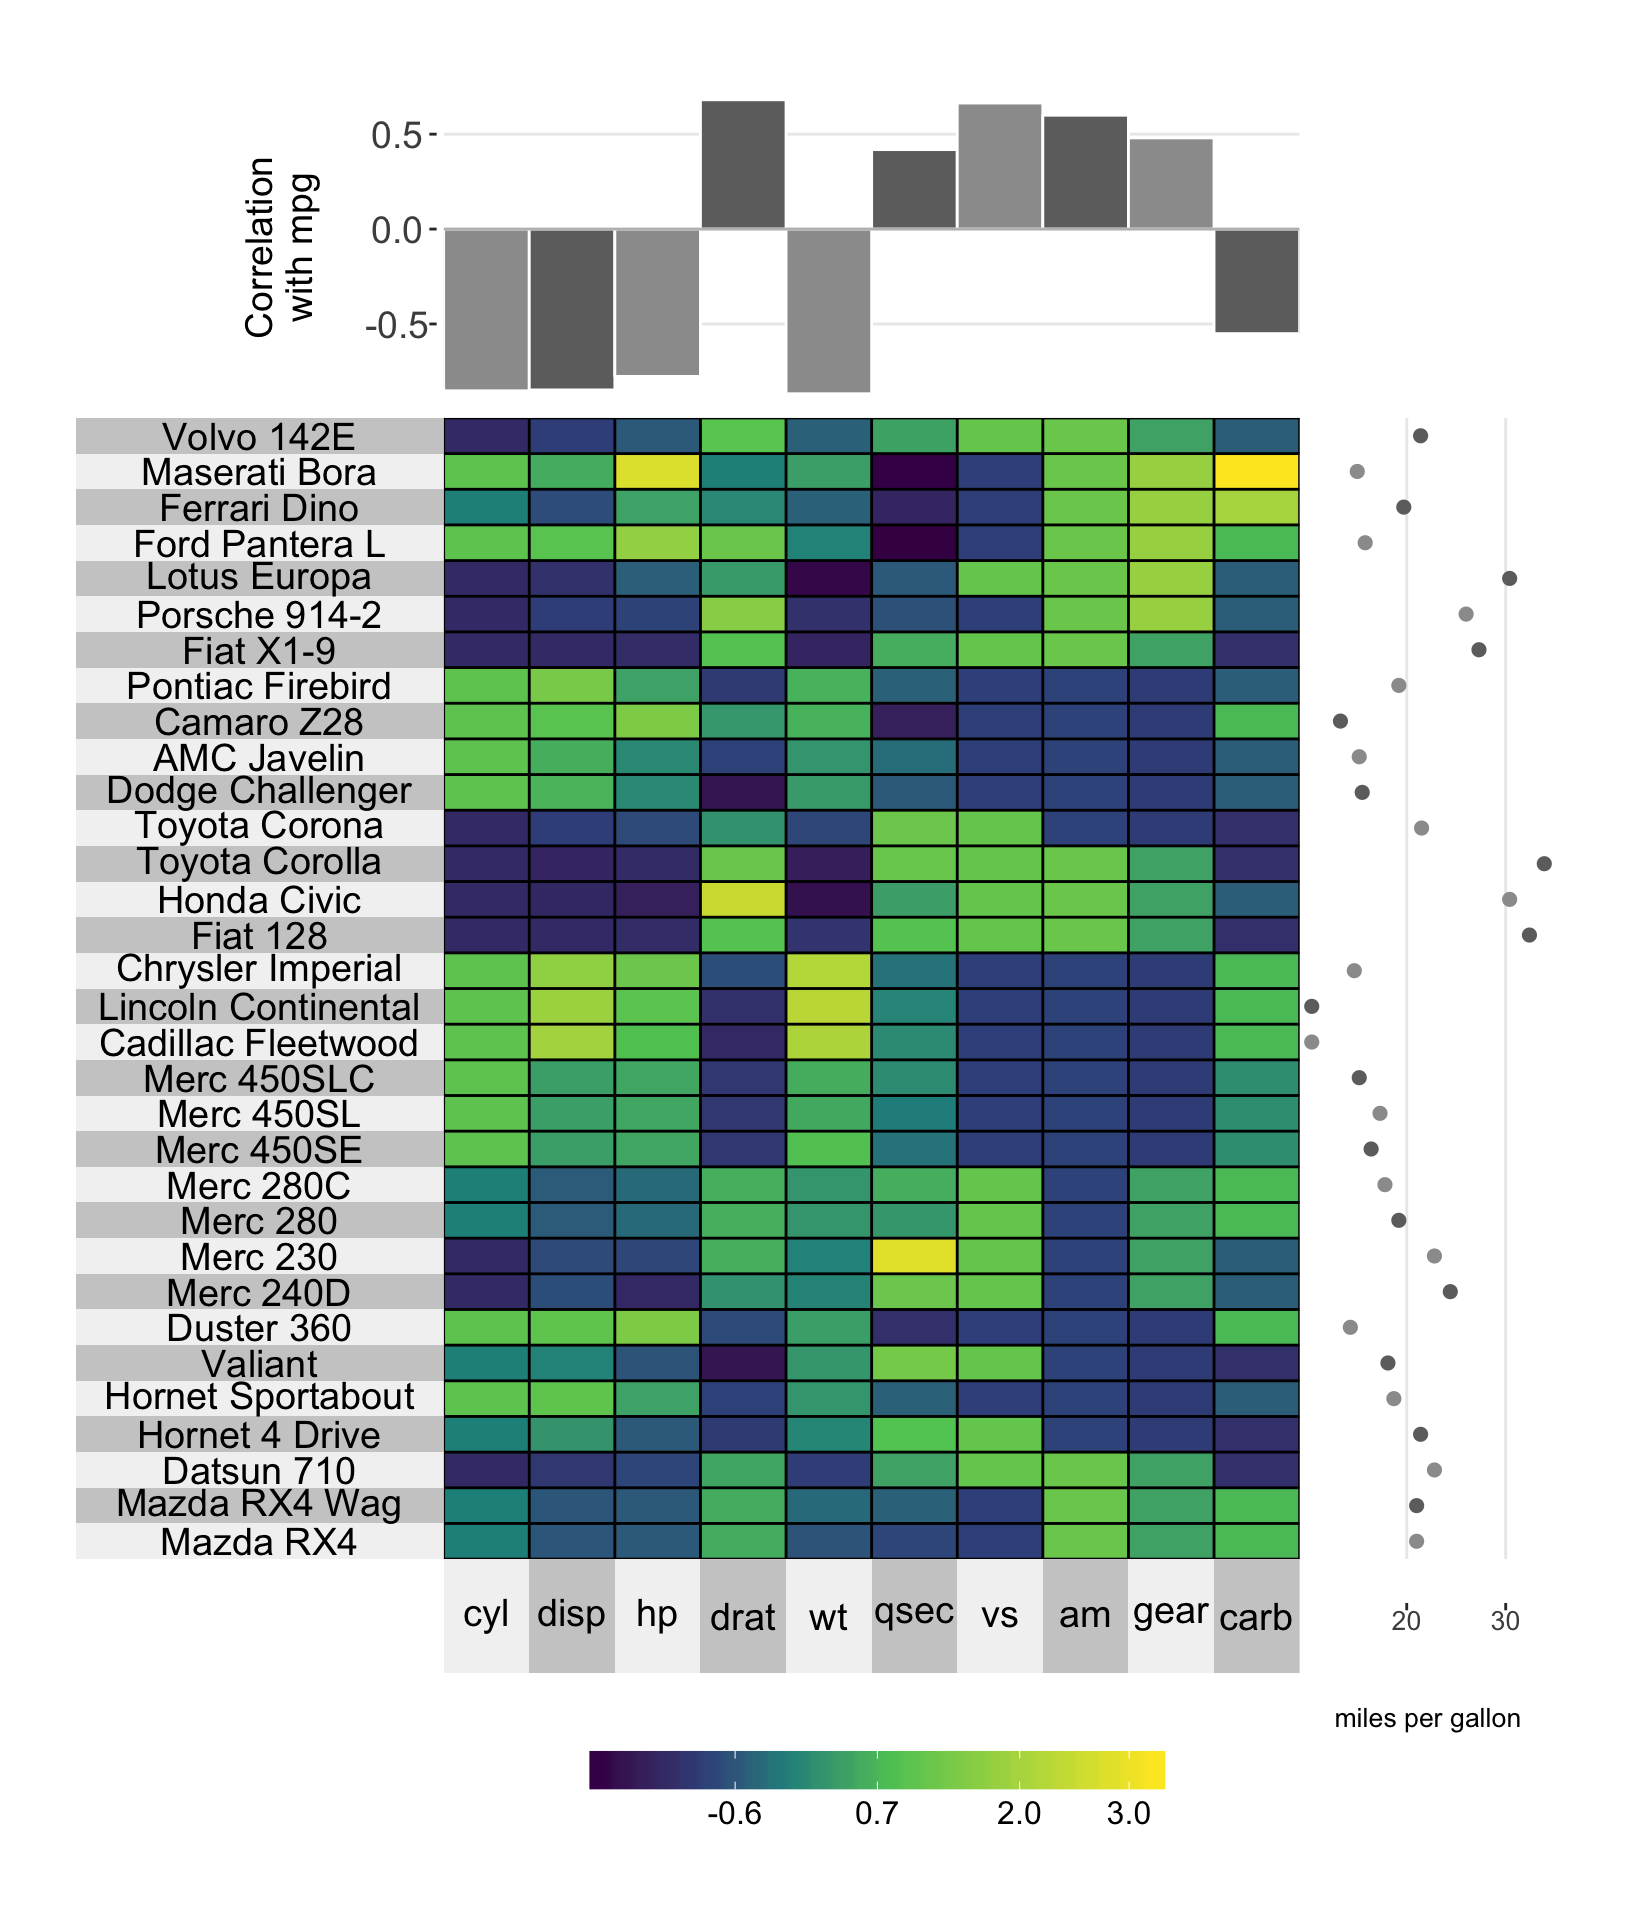 Correlation
with mpg
0.5
0.0
-0.5
Volvo 142E
Maserati Bora
Ferrari Dino
Ford Pantera L
Lotus Europa
Porsche 914-2
Fiat X1-9
Pontiac Firebird
Camaro Z28
AMC Javelin
Dodge Challenger
Toyota Corona
Toyota Corolla
Honda Civic
Fiat 128
Chrysler Imperial
Lincoln Continental
Cadillac Fleetwood
Merc 450SLC
Merc 450SL
Merc 450SE
Merc 280C
Merc 280
Merc 230
Merc 240D
Duster 360
Valiant
Hornet Sportabout
Hornet 4 Drive
Datsun 710
Mazda RX4 Wag
Mazda RX4
cyl disp hp drat wt qsec vs am gear carb
20 30
miles per gallon
-0.6 0.7 2.0 3.0